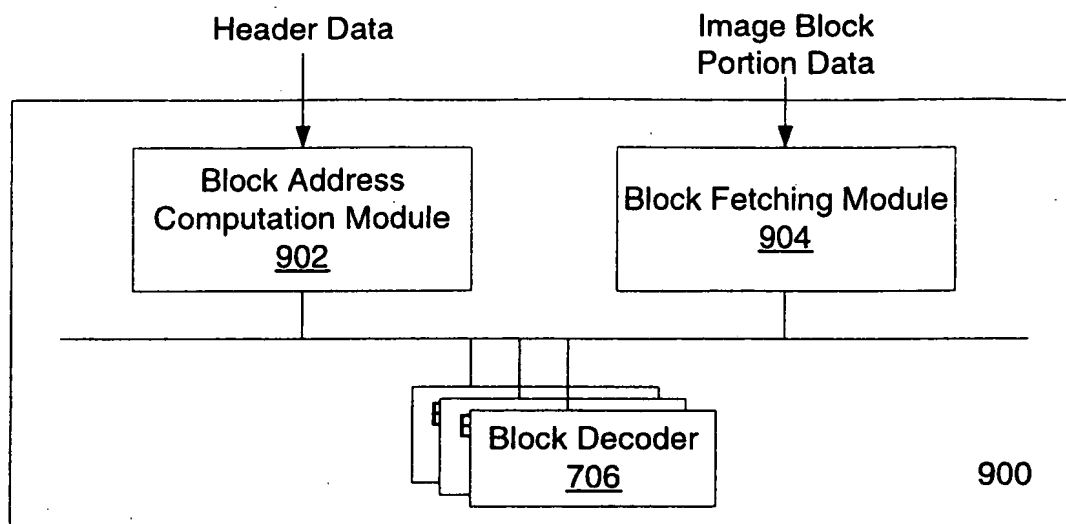 Header Data
Image Block
Portion Data
Block Address
Computation Module
902
Block Fetching Module
904
Block Decoder
706
900